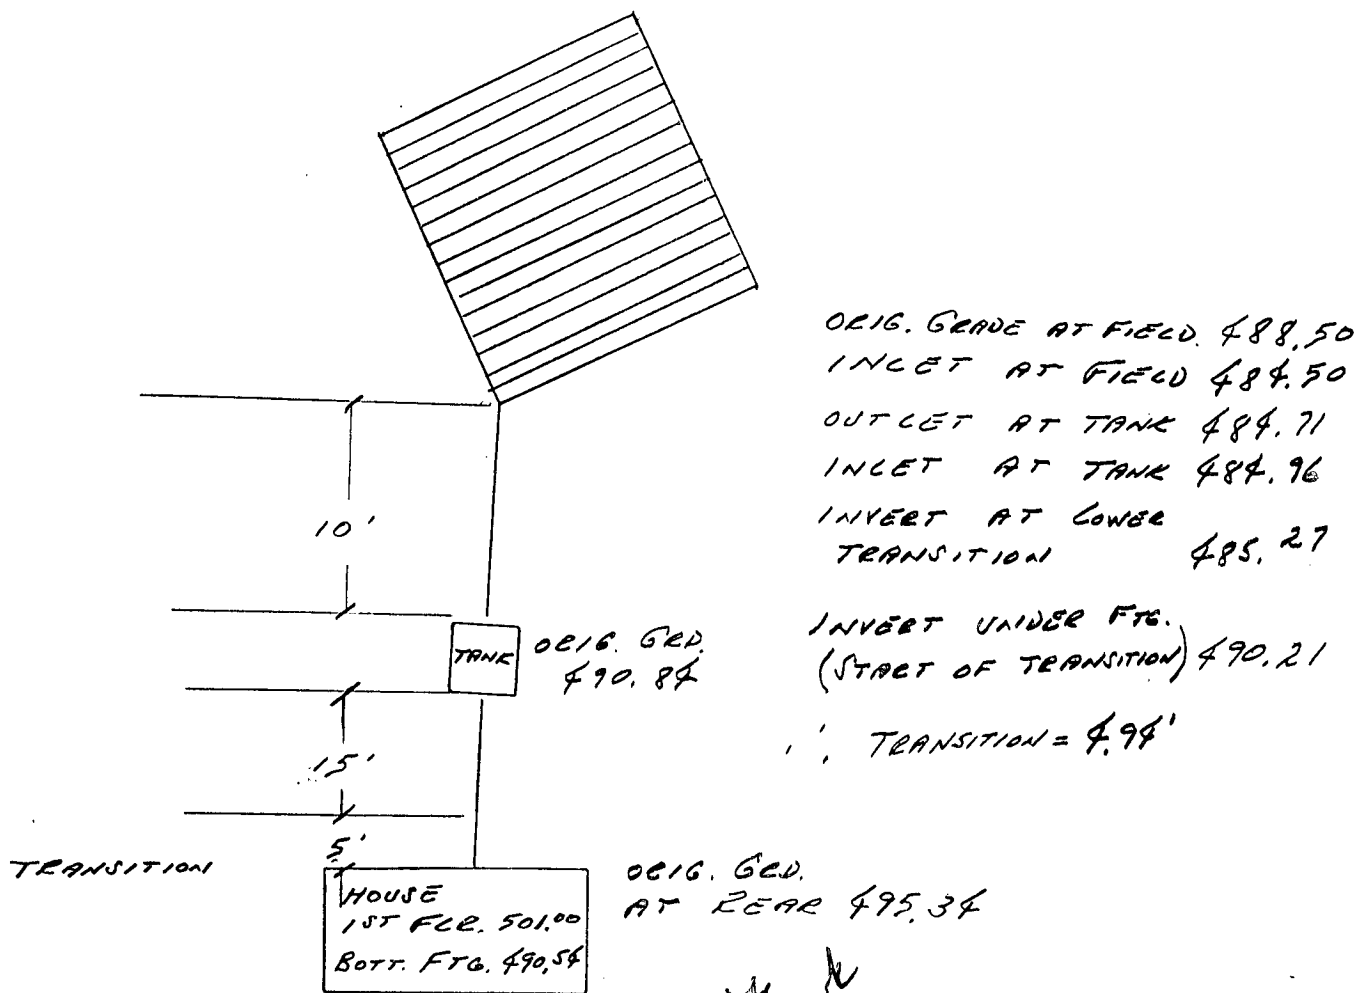 ORIG. GRADE AT FIELD. 488.50
INLET AT FIELD 484.50
OUTLET AT TANK 484.71
INLET AT TANK 484.96
INVERT AT LOWER
TRANSITION 485.27
INVERT UNDER FTG.
(START OF TRANSITION) 490.21
∴ TRANSITION = 4.94'
10'
TANK
ORIG. GRD.
490.84
15'
5'
TRANSITION
HOUSE
1ST FLR. 501.00
BOTT. FTG. 490.54
ORIG. GRD.
AT REAR 495.34